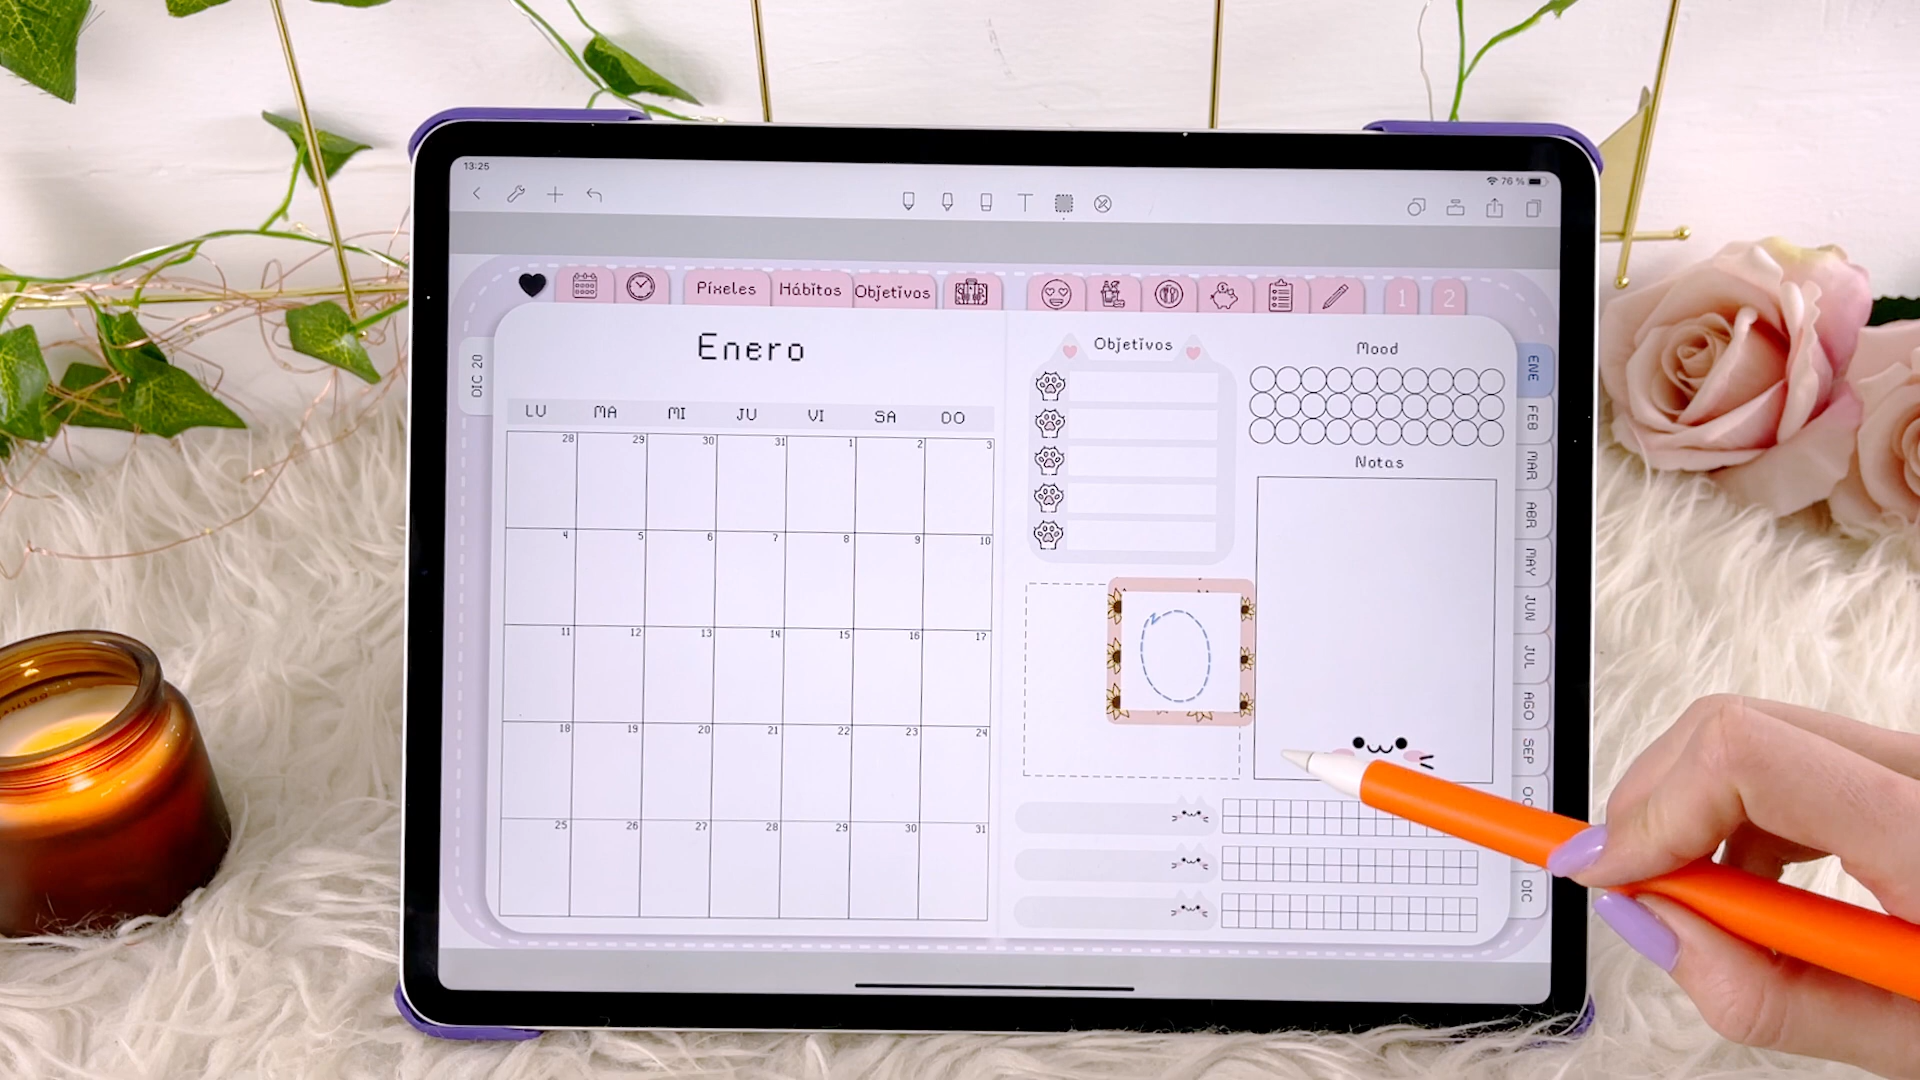 13:25
76 %
Píxeles Hábitos Objetivos
1 2
DIC 20
Enero
LU MA MI JU VI SA DO
28 29 30 31 1 2 3
4 5 6 7 8 9 10
11 12 13 14 15 16 17
18 19 20 21 22 23 24
25 26 27 28 29 30 31
Objetivos
Mood
Notas
ENE
FEB
MAR
ABR
MAY
JUN
JUL
AGO
SEP
OC
DIC